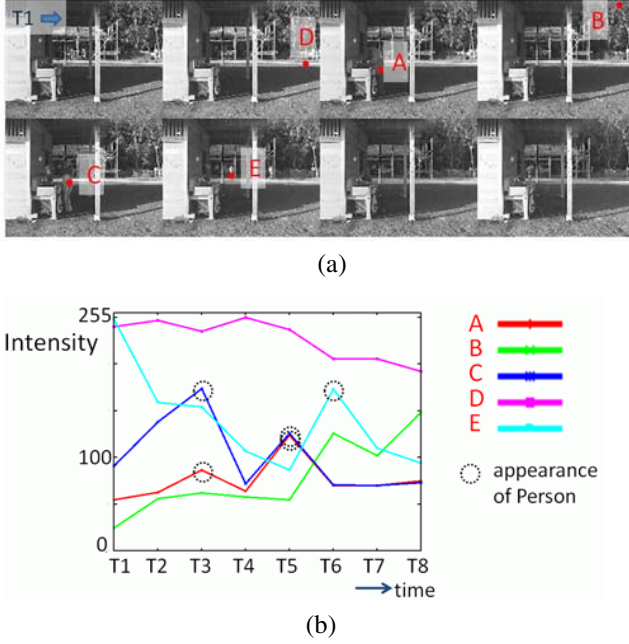 T1
D
A
B
C
E
(a)
255
Intensity
100
0
T1 T2 T3 T4 T5 T6 T7 T8
time
A
B
C
D
E
appearance
of Person
(b)